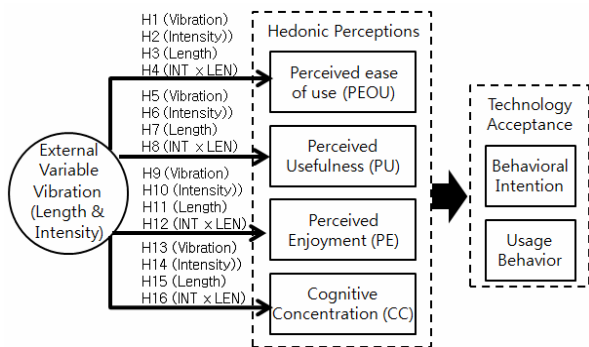 H1 (Vibration)
H2 (Intensity))
H3 (Length)
H4 (INT x LEN)
H5 (Vibration)
H6 (Intensity))
H7 (Length)
H8 (INT x LEN)
H9 (Vibration)
H10 (Intensity))
H11 (Length)
H12 (INT x LEN)
H13 (Vibration)
H14 (Intensity))
H15 (Length)
H16 (INT x LEN)
External
Variable
Vibration
(Length &
Intensity)
Hedonic Perceptions
Perceived ease
of use (PEOU)
Perceived
Usefulness (PU)
Perceived
Enjoyment (PE)
Cognitive
Concentration (CC)
Technology
Acceptance
Behavioral
Intention
Usage
Behavior